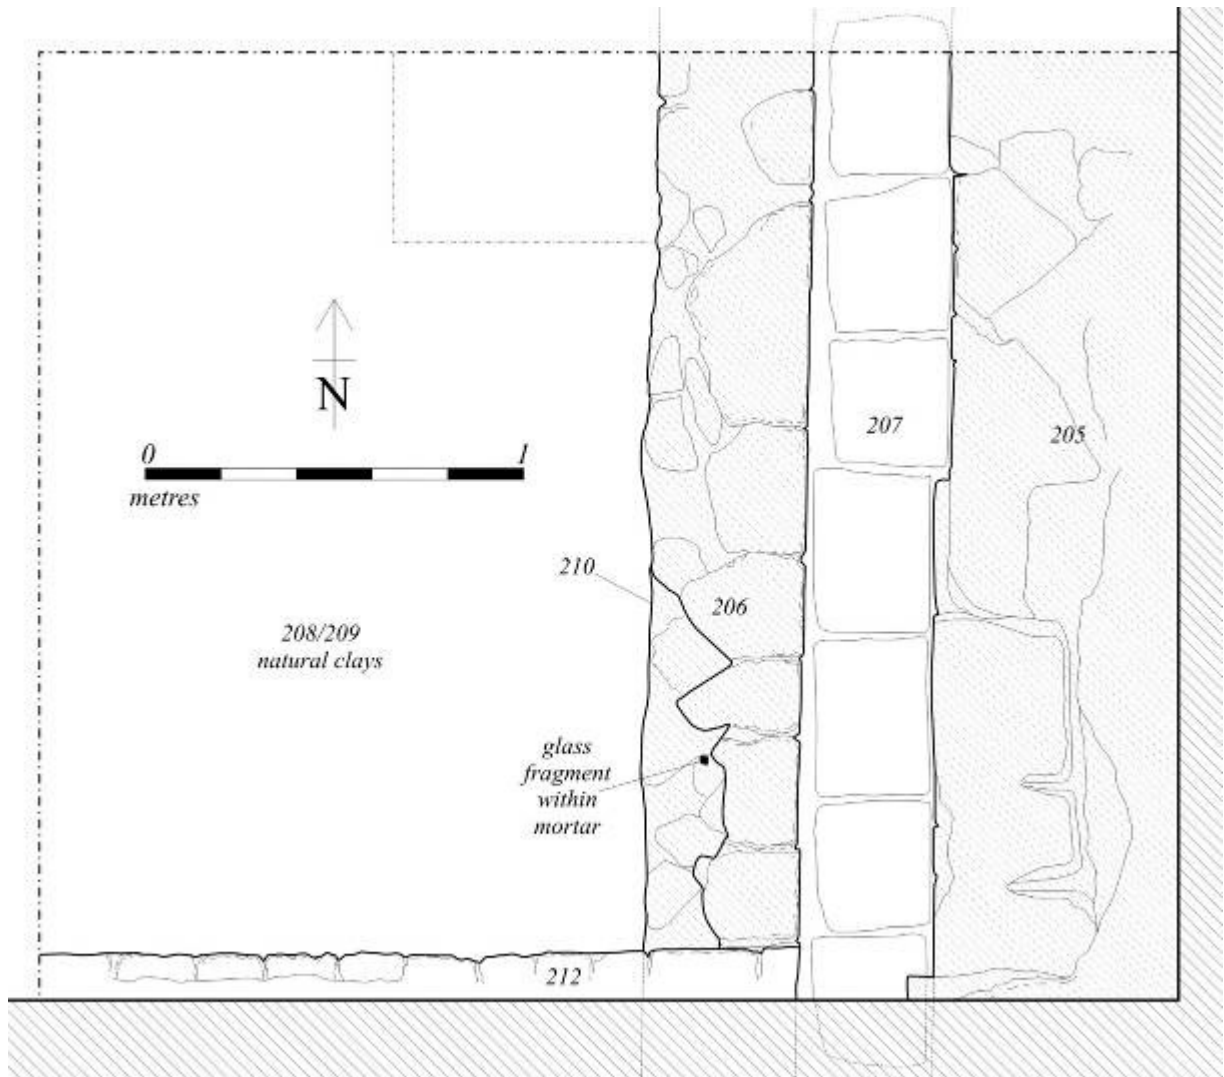 N
0 1
metres
207
205
210
206
208/209
natural clays
glass
fragment
within
mortar
212